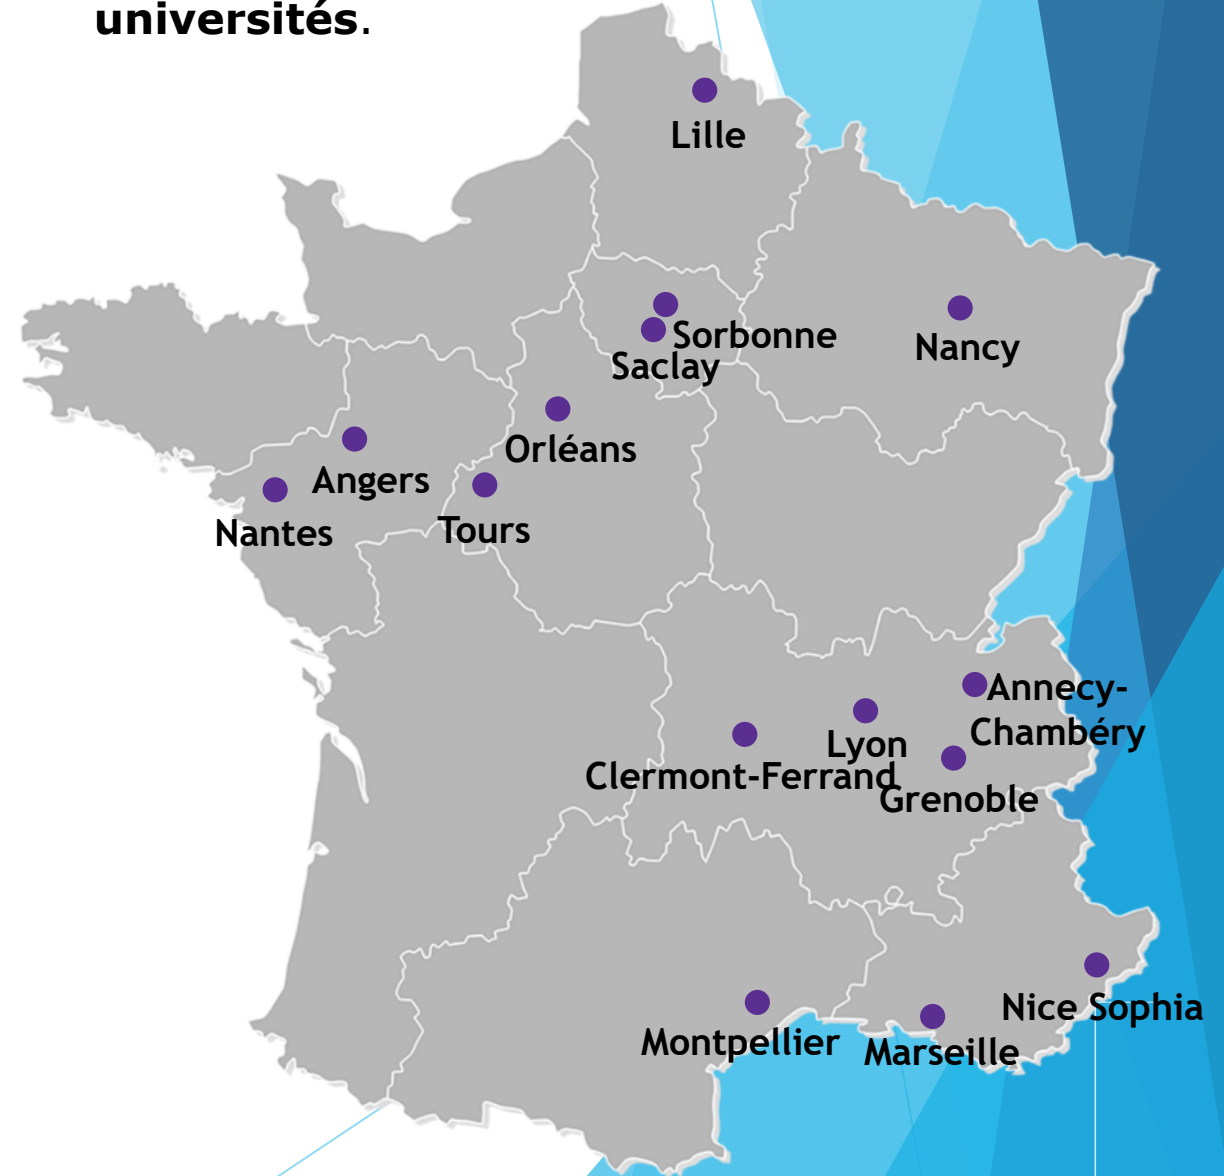 universités.
Lille
Sorbonne
Saclay
Nancy
Orléans
Angers
Nantes
Tours
Annecy-
Chambéry
Lyon
Clermont-Ferrand
Grenoble
Nice Sophia
Montpellier
Marseille